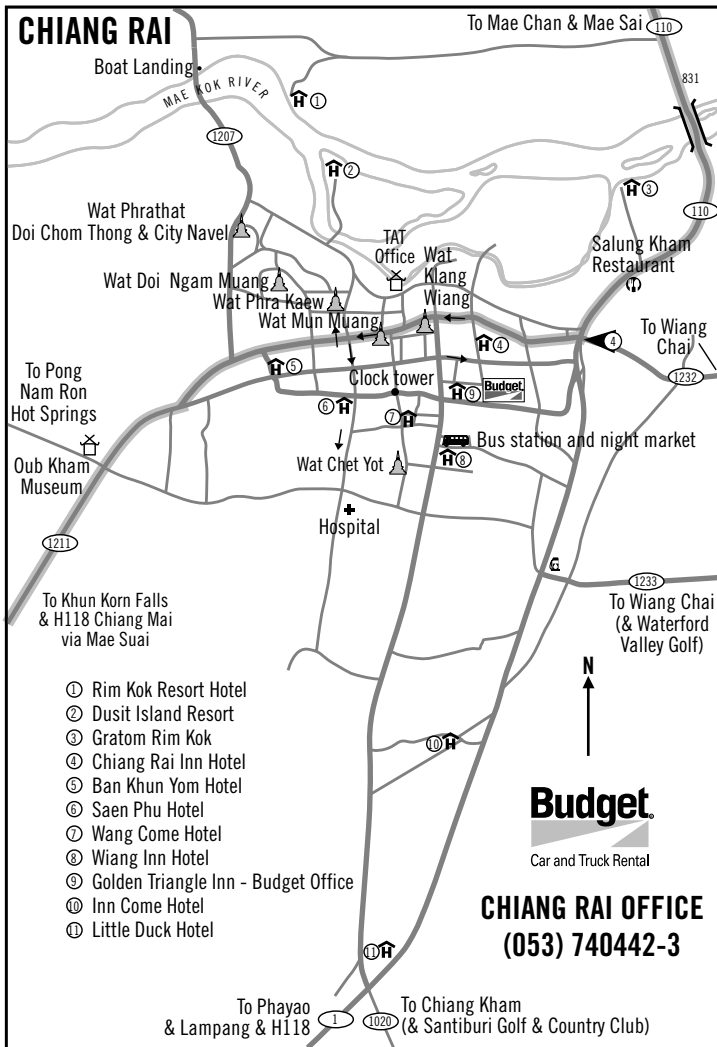 CHIANG RAI
To Mae Chan & Mae Sai
110
Boat Landing
831
MAE KOK RIVER
1
1207
2
3
110
Wat Phrathat
Doi Chom Thong & City Navel
TAT
Office
Wat
Klang
Wiang
Salung Kham
Restaurant
Wat Doi Ngam Muang
Wat Phra Kaew
Wat Mun Muang
4
4
To Wiang
Chai
1232
5
To Pong
Nam Ron
Hot Springs
Clock tower
9
Budget
6
7
Bus station and night market
Oub Kham
Museum
Wat Chet Yot
8
Hospital
1211
1233
To Khun Korn Falls
& H118 Chiang Mai
via Mae Suai
To Wiang Chai
(& Waterford
Valley Golf)
N
1 Rim Kok Resort Hotel
2 Dusit Island Resort
3 Gratom Rim Kok
4 Chiang Rai Inn Hotel
5 Ban Khun Yom Hotel
6 Saen Phu Hotel
7 Wang Come Hotel
8 Wiang Inn Hotel
9 Golden Triangle Inn - Budget Office
10 Inn Come Hotel
11 Little Duck Hotel
10
Budget®
Car and Truck Rental
CHIANG RAI OFFICE
(053) 740442-3
11
To Phayao
& Lampang & H118
1
1020
To Chiang Kham
(& Santiburi Golf & Country Club)